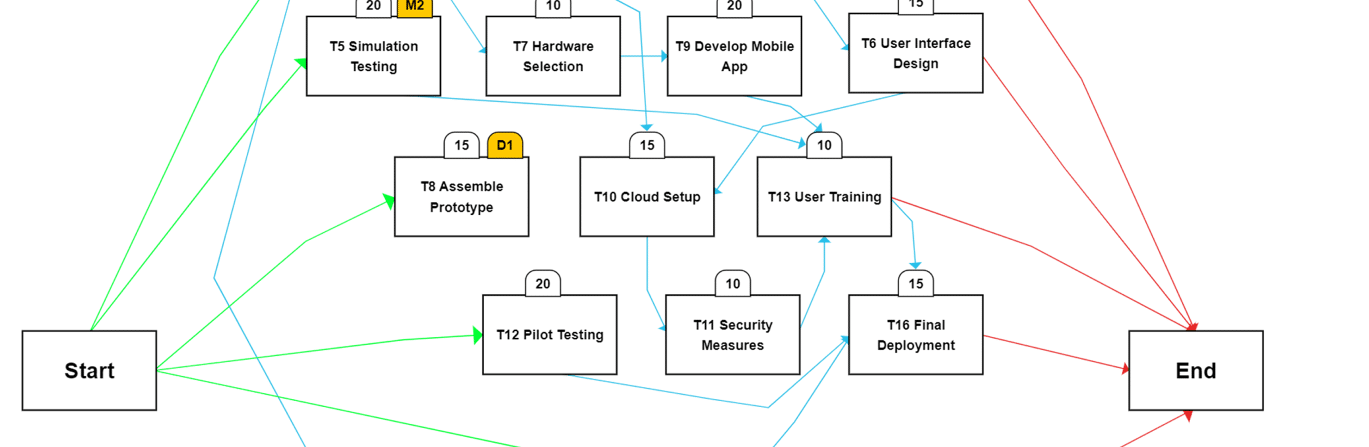 20 M2
10
20
15
T5 Simulation
Testing
T7 Hardware
Selection
T9 Develop Mobile
App
T6 User Interface
Design
15 D1
15
10
T8 Assemble
Prototype
T10 Cloud Setup
T13 User Training
20
10
15
T12 Pilot Testing
T11 Security
Measures
T16 Final
Deployment
Start
End